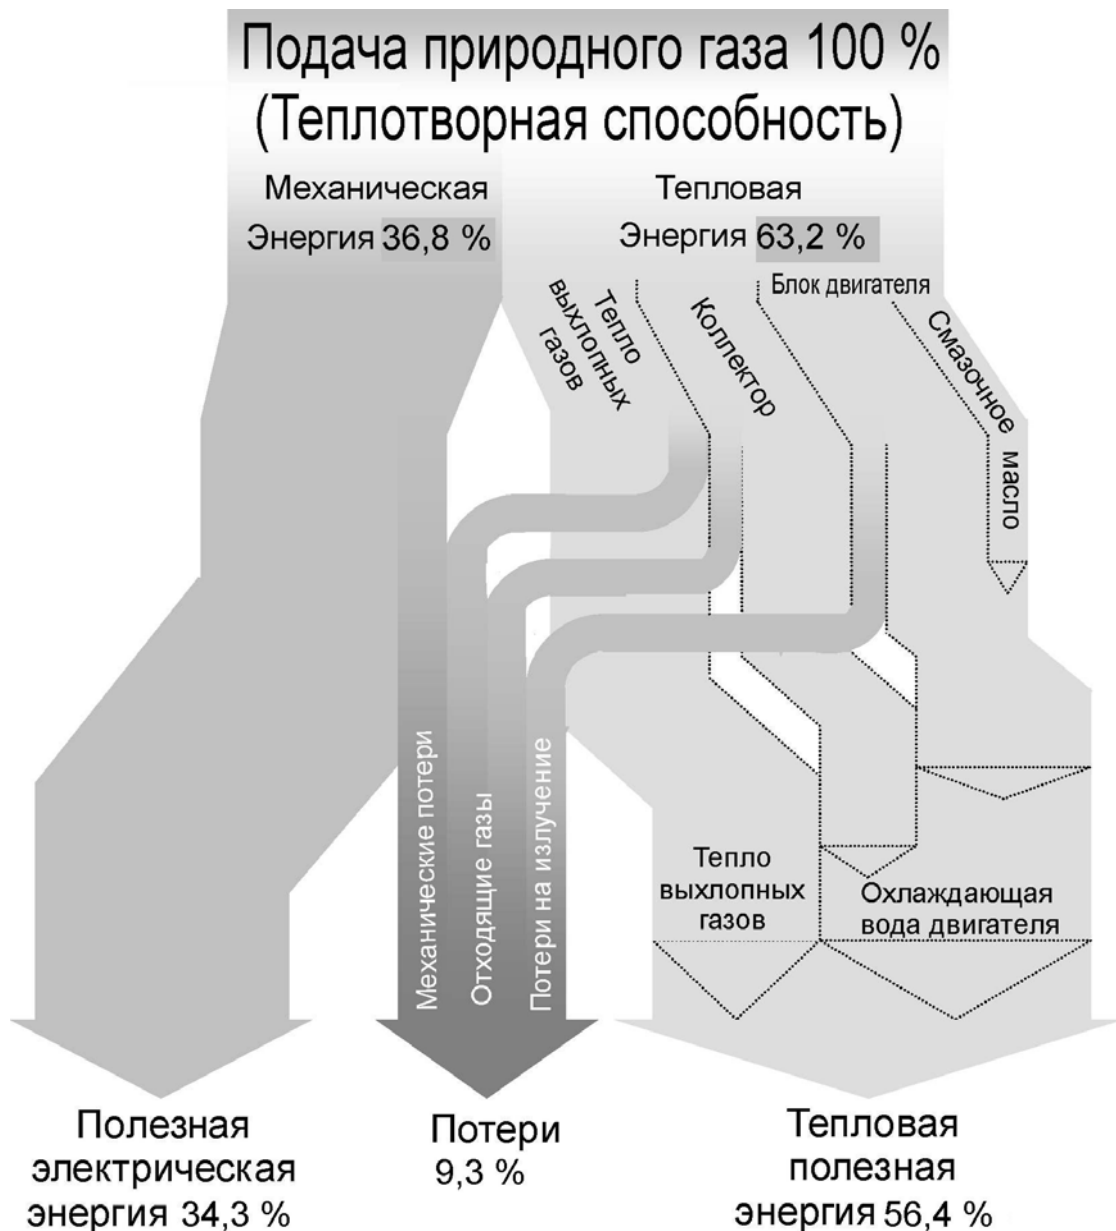 Подача природного газа 100 %
(Теплотворная способность)
Механическая
Энергия 36,8 %
Тепловая
Энергия 63,2 %
Тепло
выхлопных
газов
Коллектор
Блок двигателя
Смазочное
масло
Механические потери
Отходящие газы
Потери на излучение
Тепло
выхлопных
газов
Охлаждающая
вода двигателя
Полезная
электрическая
энергия 34,3 %
Потери
9,3 %
Тепловая
полезная
энергия 56,4 %